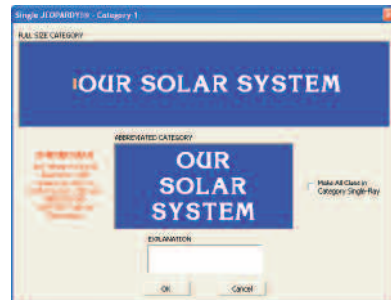 Single JEOPARDY!® - Category 1
FULL SIZE CATEGORY
OUR SOLAR SYSTEM
ABBREVIATED CATEGORY
OUR
SOLAR
SYSTEM
Make All Clues in
Category Single-Play
EXPLANATION
OK
Cancel